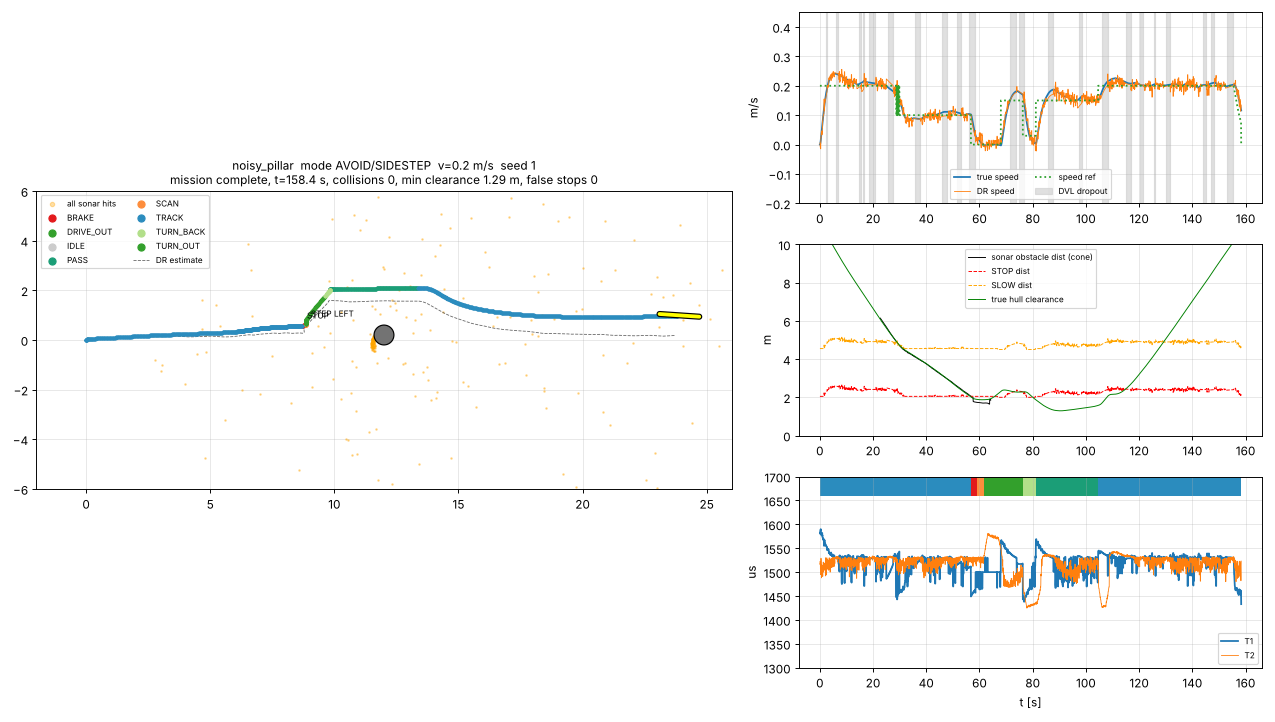 noisy_pillar mode AVOID/SIDESTEP v=0.2 m/s seed 1
mission complete, t=158.4 s, collisions 0, min clearance 1.29 m, false stops 0
6
4
2
0
−2
−4
−6
0
5
10
15
20
25
all sonar hits
BRAKE
DRIVE_OUT
IDLE
PASS
SCAN
TRACK
TURN_BACK
TURN_OUT
DR estimate
STOP
STEP LEFT
m/s
0.4
0.3
0.2
0.1
0.0
−0.1
−0.2
true speed
DR speed
speed ref
DVL dropout
0
20
40
60
80
100
120
140
160
m
10
8
6
4
2
0
sonar obstacle dist (cone)
STOP dist
SLOW dist
true hull clearance
0
20
40
60
80
100
120
140
160
us
1700
1650
1600
1550
1500
1450
1400
1350
1300
T1
T2
0
20
40
60
80
100
120
140
160
t [s]